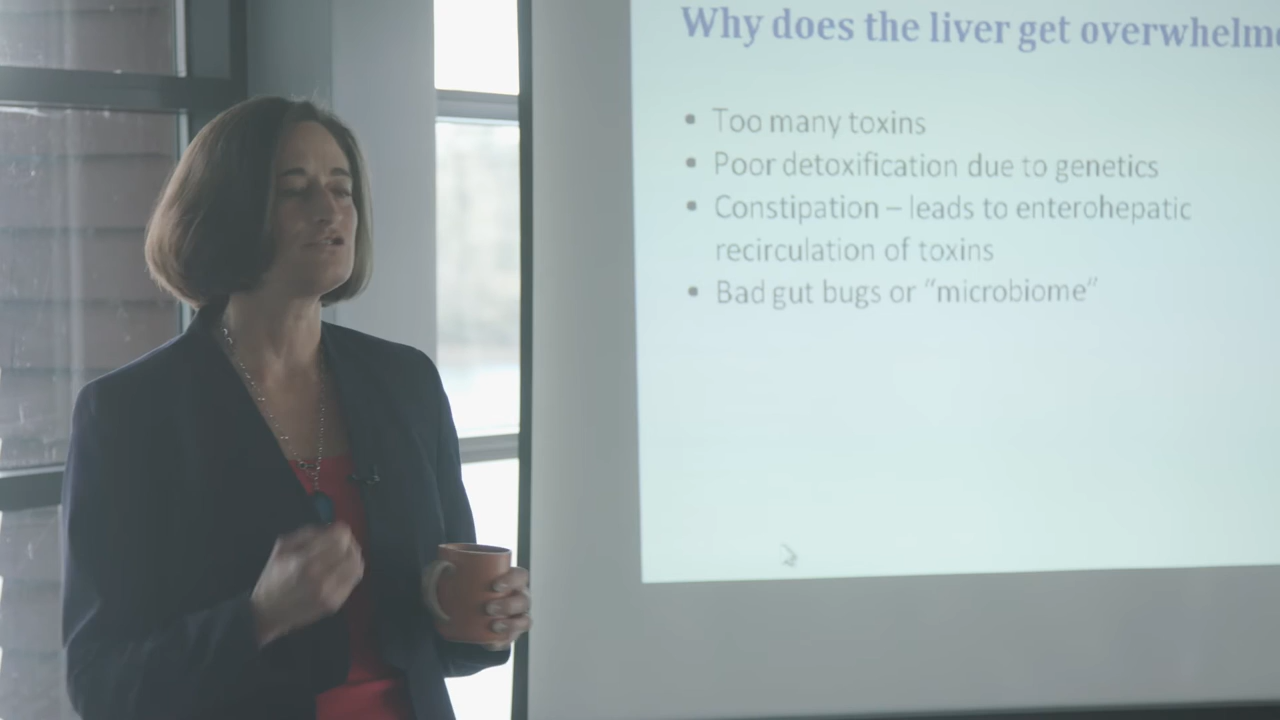 Why does the liver get overwhelme
• Too many toxins
• Poor detoxification due to genetics
• Constipation – leads to enterohepatic
recirculation of toxins
• Bad gut bugs or “microbiome”